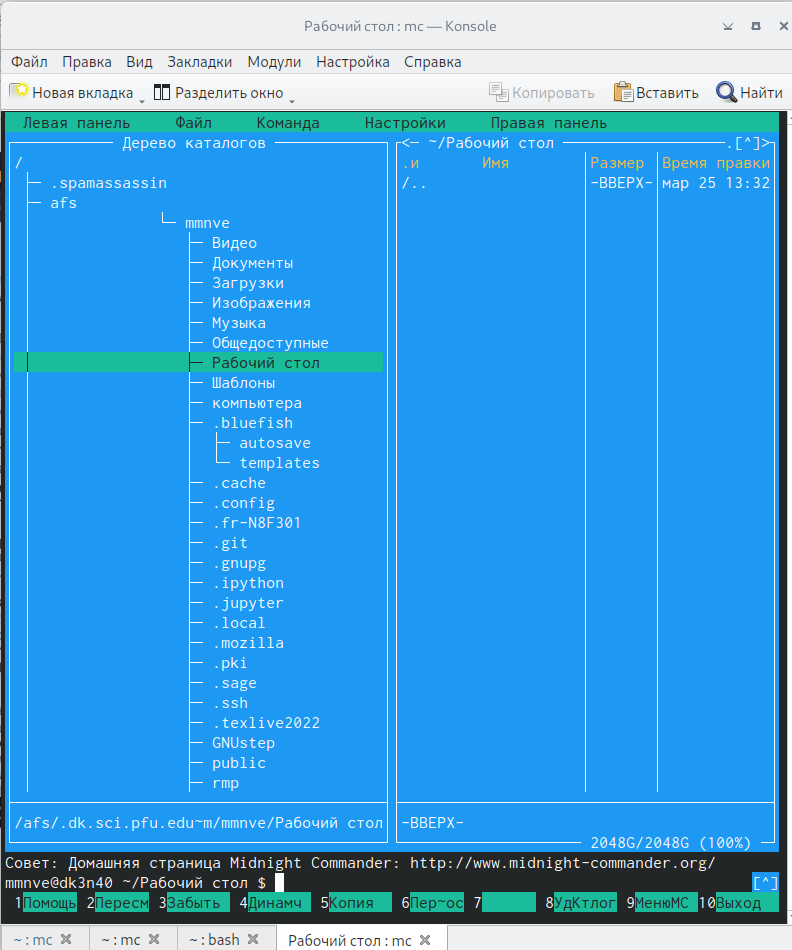 Рабочий стол : mc — Konsole
Файл Правка Вид Закладки Модули Настройка Справка
Новая вкладка Разделить окно Копировать Вставить Найти
Левая панель Файл Команда Настройки Правая панель
Дерево каталогов <— ~/Рабочий стол .[^]>
/ .и Имя Размер Время правки
.spamassassin /.. -ВВЕРХ- мар 25 13:32
afs
mmnve
Видео
Документы
Загрузки
Изображения
Музыка
Общедоступные
Рабочий стол
Шаблоны
компьютера
.bluefish
autosave
templates
.cache
.config
.fr-N8F301
.git
.gnupg
.ipython
.jupyter
.local
.mozilla
.pki
.sage
.ssh
.texlive2022
GNUstep
public
rmp
/afs/.dk.sci.pfu.edu~m/mmnve/Рабочий стол -ВВЕРХ-
2048G/2048G (100%)
Совет: Домашняя страница Midnight Commander: http://www.midnight-commander.org/
mmnve@dk3n40 ~/Рабочий стол $ [^]
1Помощь 2Пересм 3Забыть 4Динамч 5Копия 6Пер~ос 7 8УдКтлог 9МенюMC 10Выход
~ : mc ~ : mc ~ : bash Рабочий стол : mc